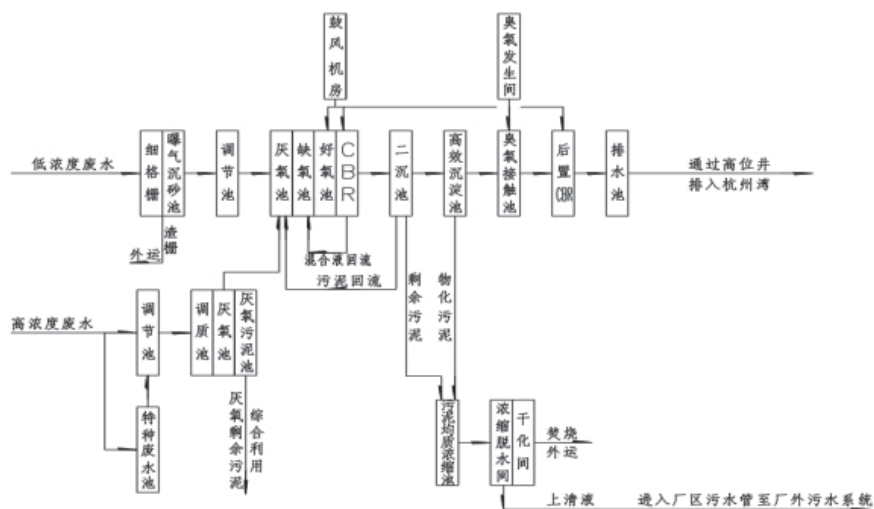 鼓风机房
臭氧发生间
低浓度废水
细格栅
曝气沉砂池
调节池
厌氧池
缺氧池
好氧池
CBR
二沉池
高效沉淀池
臭氧接触池
后置CBR
排水池
通过高位井
排入杭州湾
渣栅
外运
混合液回流
污泥回流
剩余污泥
物化污泥
高浓度废水
调节池
调质池
厌氧池
厌氧污泥池
特种废水池
厌氧剩余污泥
综合利用
污泥均质浓缩池
浓缩脱水间
干化间
焚烧
外运
上清液
进入厂区污水管至厂外污水系统